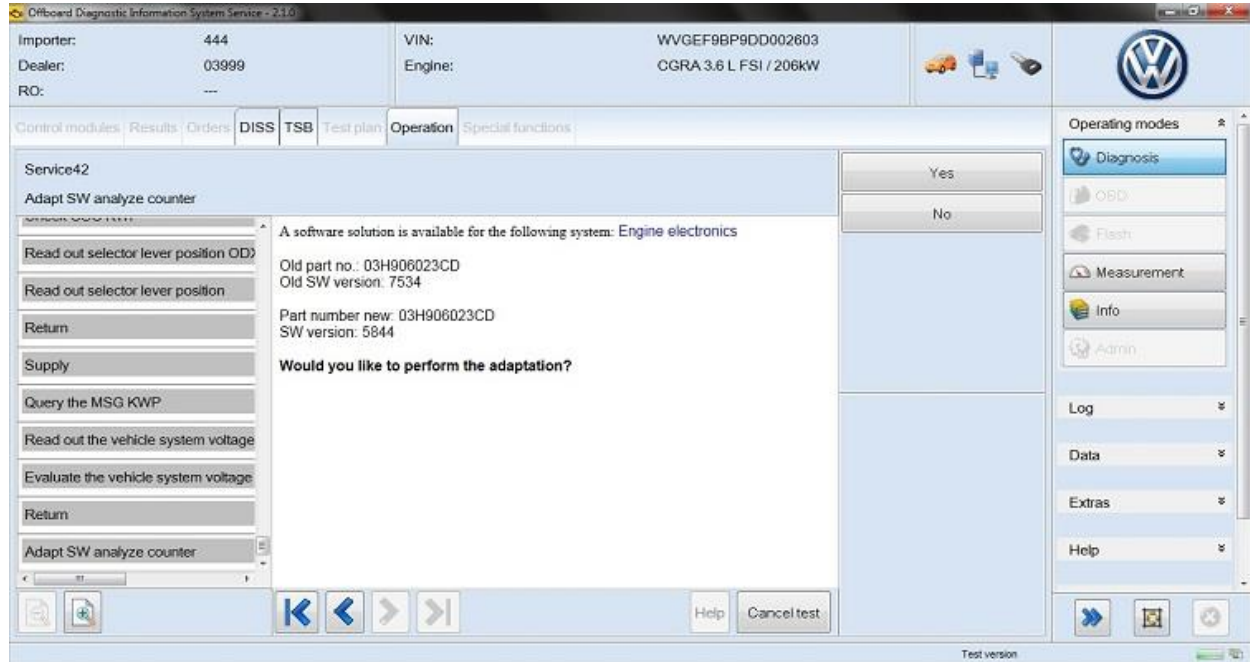 Offboard Diagnostic Information System Service - 2.1.0
Importer: 444
Dealer: 03999
RO: ---
VIN: WVGEF9BP9DD002603
Engine: CGRA 3.6 L FSI / 206kW
Control modules Results Orders DISS TSB Test plan Operation Special functions
Service42
Adapt SW analyze counter
Read out selector lever position ODX
Read out selector lever position
Return
Supply
Query the MSG KWP
Read out the vehicle system voltage
Evaluate the vehicle system voltage
Return
Adapt SW analyze counter
A software solution is available for the following system: Engine electronics
Old part no.: 03H906023CD
Old SW version: 7534
Part number new: 03H906023CD
SW version: 5844
Would you like to perform the adaptation?
Yes
No
Help
Cancel test
Operating modes
Diagnosis
OBD
Flash
Measurement
Info
Admin
Log
Data
Extras
Help
Test version